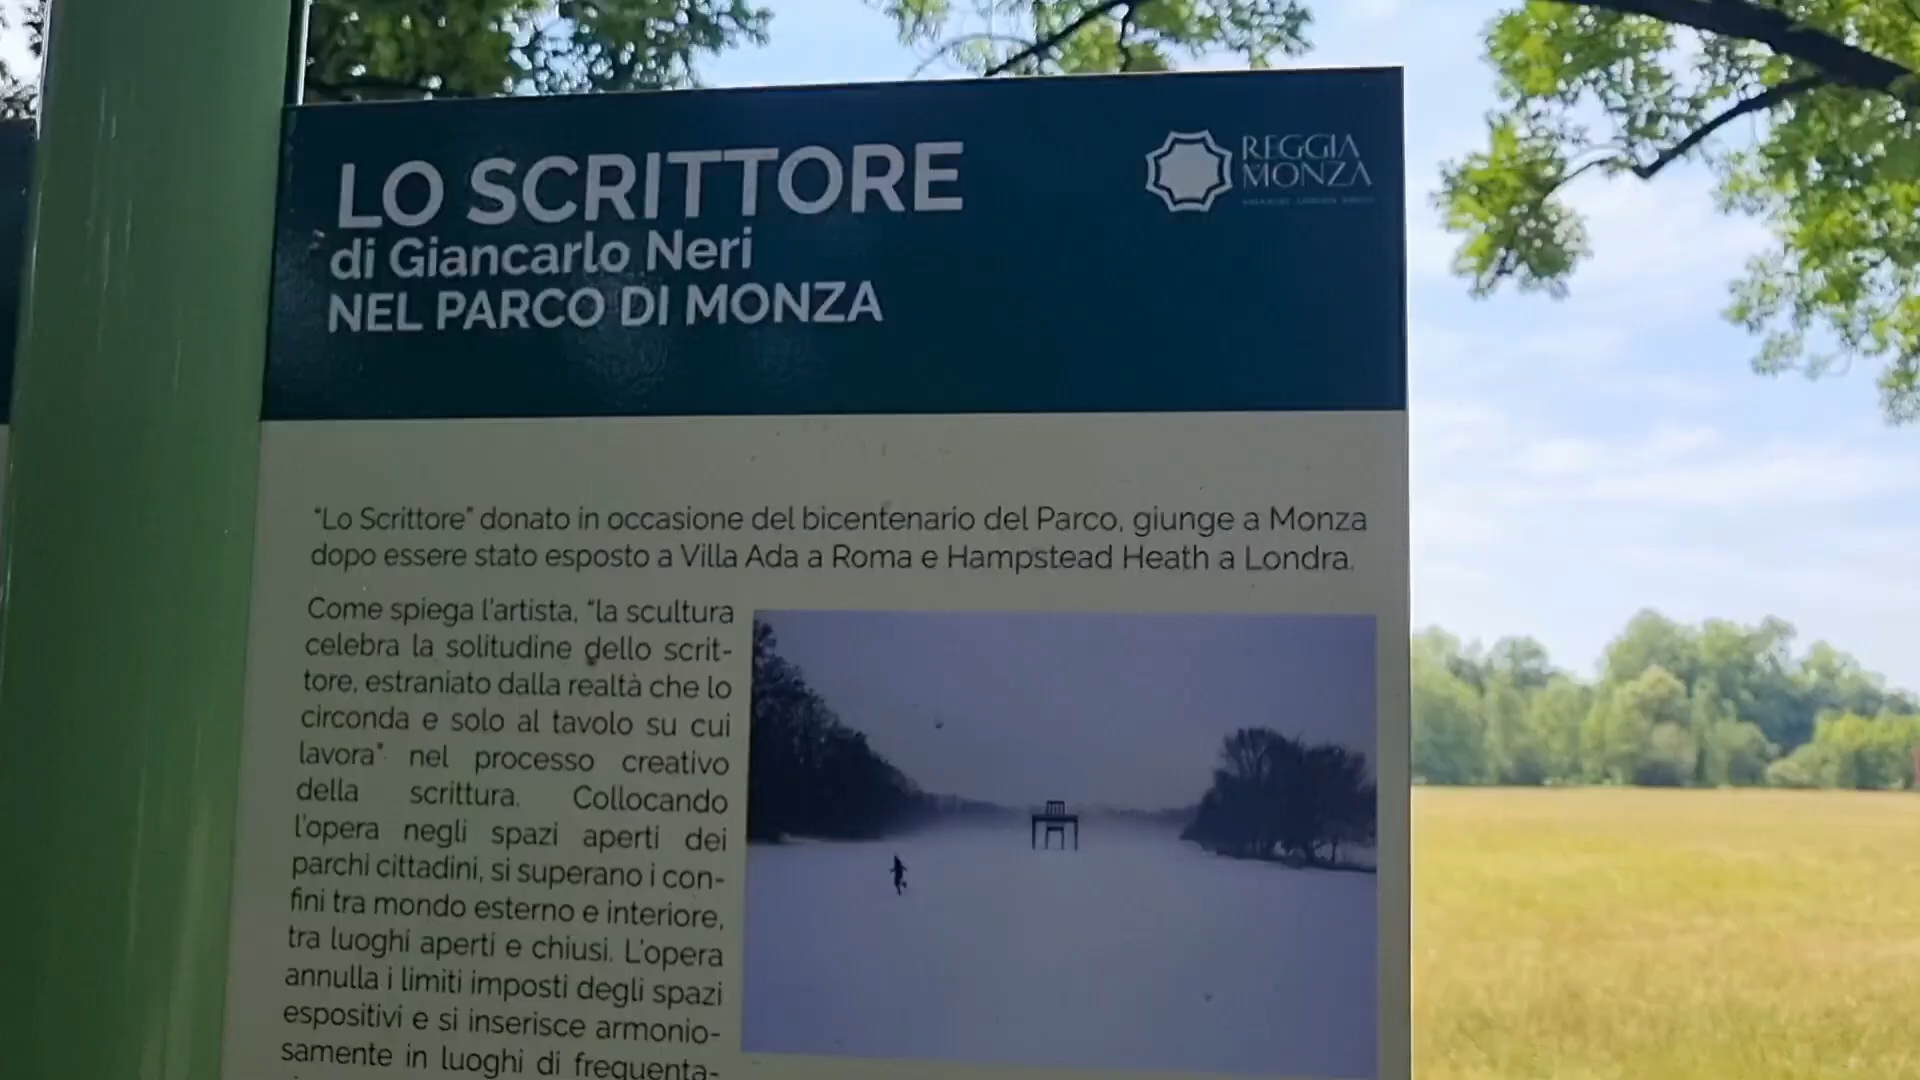 LO SCRITTORE
di Giancarlo Neri
NEL PARCO DI MONZA
REGGIA
MONZA
“Lo Scrittore” donato in occasione del bicentenario del Parco, giunge a Monza
dopo essere stato esposto a Villa Ada a Roma e Hampstead Heath a Londra.
Come spiega l'artista, “la scultura
celebra la solitudine dello scrit-
tore, estraniato dalla realtà che lo
circonda e solo al tavolo su cui
lavora” nel processo creativo
della scrittura. Collocando
l'opera negli spazi aperti dei
parchi cittadini, si superano i con-
fini tra mondo esterno e interiore,
tra luoghi aperti e chiusi. L'opera
annulla i limiti imposti degli spazi
espositivi e si inserisce armonio-
samente in luoghi di frequenta-